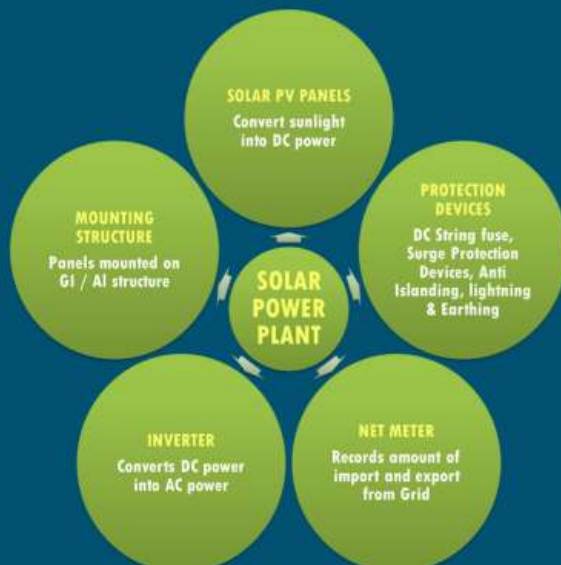 SOLAR PV PANELS
Convert sunlight
into DC power
PROTECTION
DEVICES
DC String fuse,
Surge Protection
Devices, Anti
Islanding, lightning
& Earthing
MOUNTING
STRUCTURE
Panels mounted on
GI / Al structure
SOLAR
POWER
PLANT
INVERTER
Converts DC power
into AC power
NET METER
Records amount of
import and export
from Grid